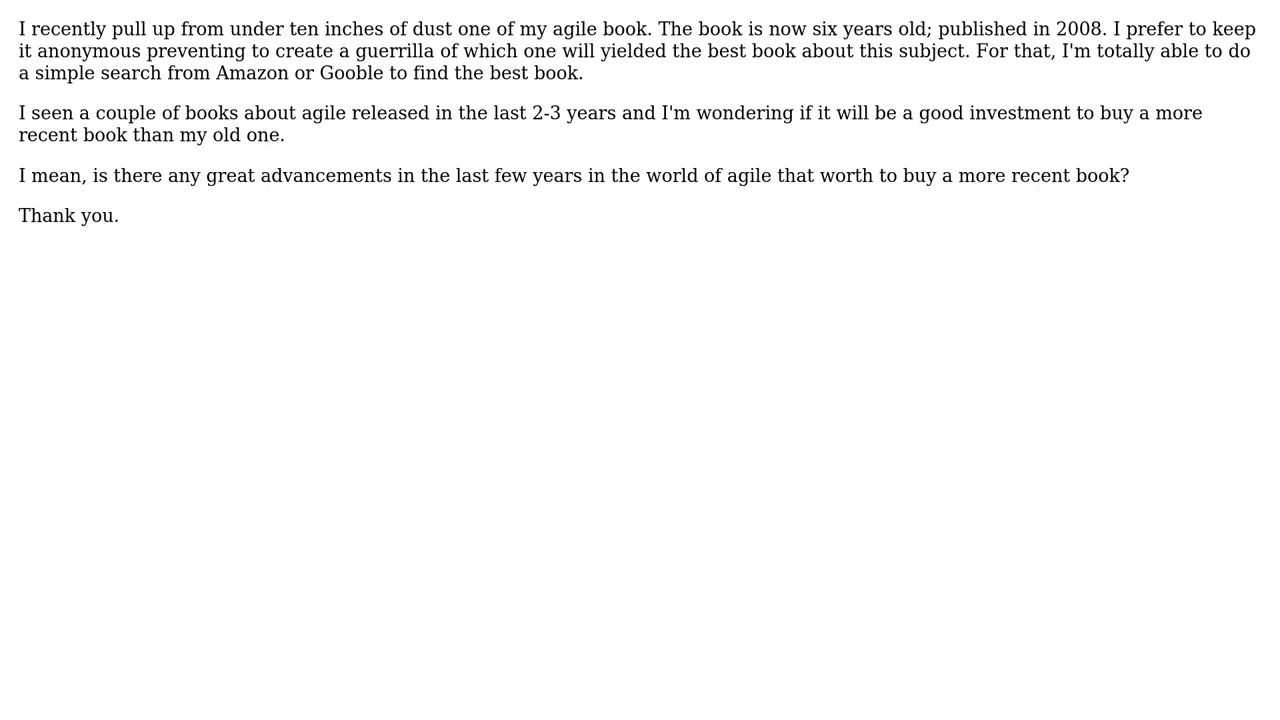 I recently pull up from under ten inches of dust one of my agile book. The book is now six years old; published in 2008. I prefer to keep
it anonymous preventing to create a guerrilla of which one will yielded the best book about this subject. For that, I'm totally able to do
a simple search from Amazon or Gooble to find the best book.
I seen a couple of books about agile released in the last 2-3 years and I'm wondering if it will be a good investment to buy a more
recent book than my old one.
I mean, is there any great advancements in the last few years in the world of agile that worth to buy a more recent book?
Thank you.